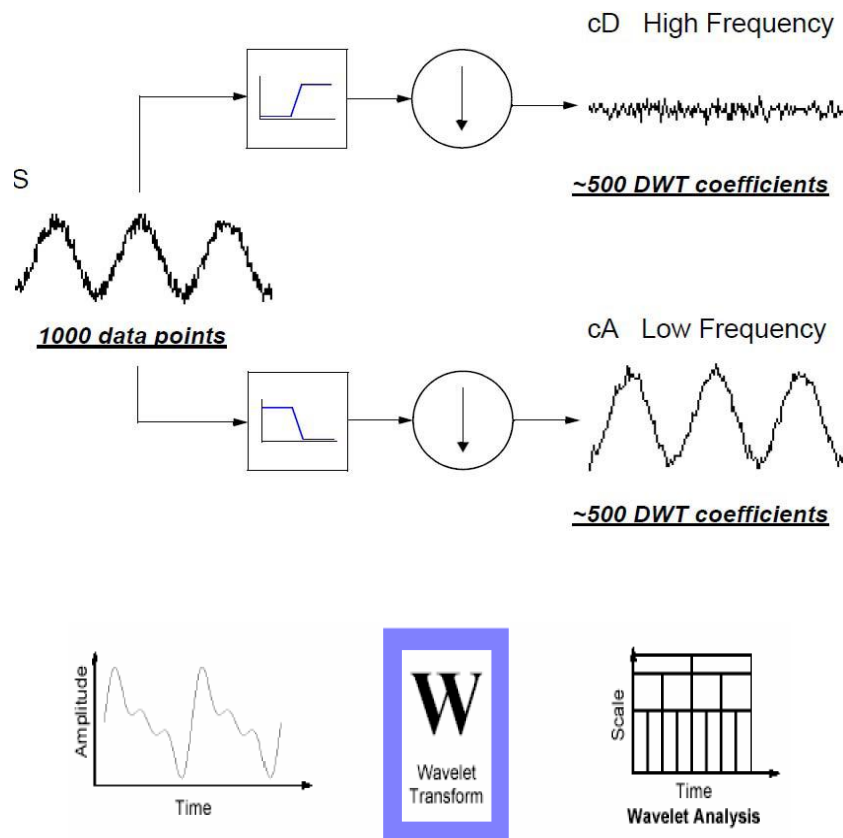 cD High Frequency
~500 DWT coefficients
S
1000 data points
cA Low Frequency
~500 DWT coefficients
Amplitude
Time
W
Wavelet
Transform
Scale
Time
Wavelet Analysis